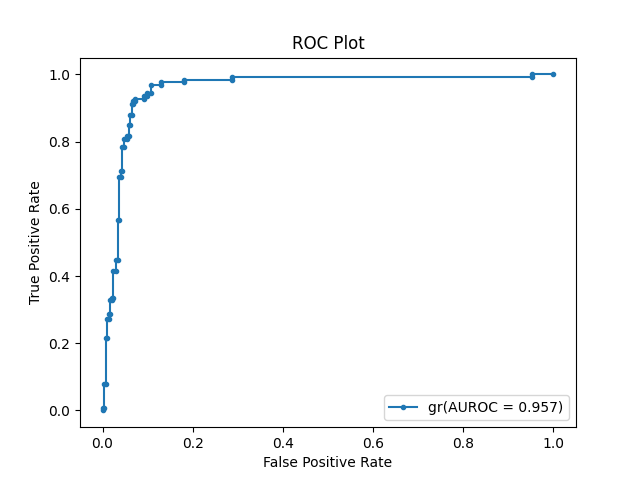 ROC Plot
1.0
0.8
0.6
0.4
0.2
0.0
True Positive Rate
0.0 0.2 0.4 0.6 0.8 1.0
False Positive Rate
gr(AUROC = 0.957)